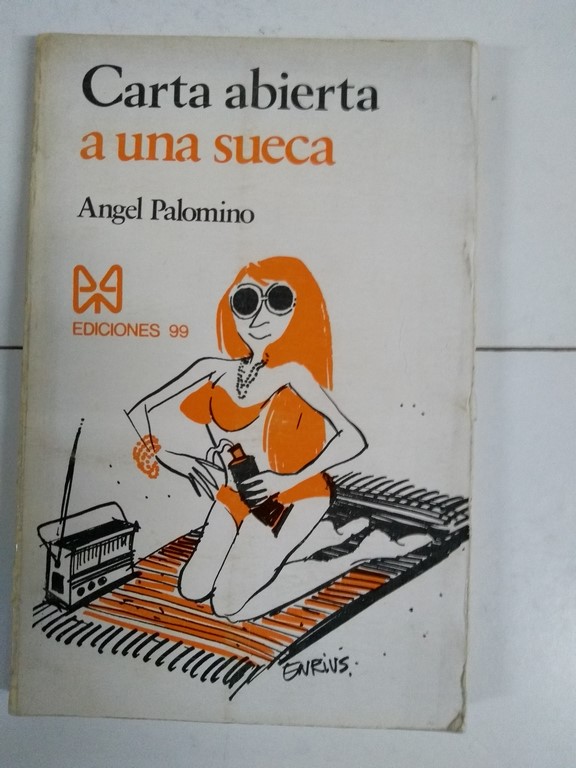 Carta abierta
a una sueca
Angel Palomino
EDICIONES 99
ENRIUS.